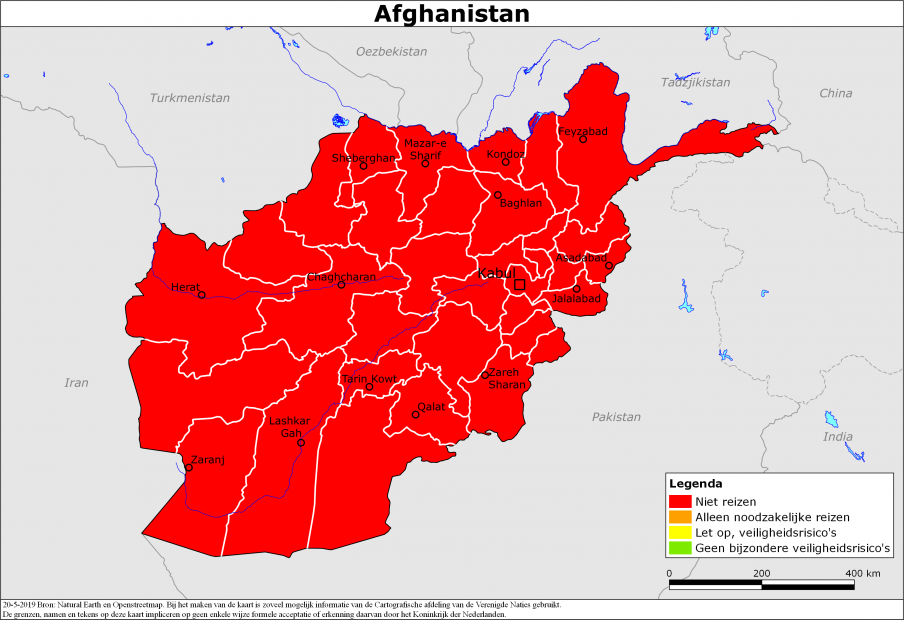 Afghanistan
Oezbekistan
Turkmenistan
Tadzjikistan
China
Feyzabad
Mazar-e
Sharif
Sheberghan
Kondoz
Baghlan
Asadabad
Kabul
Chaghcharan
Herat
Jalalabad
Iran
Tarin Kowt
Zareh
Sharan
Qalat
Lashkar
Gah
Pakistan
India
Zaranj
Legenda
Niet reizen
Alleen noodzakelijke reizen
Let op, veiligheidsrisico's
Geen bijzondere veiligheidsrisico's
0 200 400 km
20-5-2019 Bron: Natural Earth en Openstreetmap. Bij het maken van de kaart is zoveel mogelijk informatie van de Cartografische afdeling van de Verenigde Naties gebruikt.
De grenzen, namen en tekens op deze kaart impliceren op geen enkele wijze formele acceptatie of erkenning daarvan door het Koninkrijk der Nederlanden.